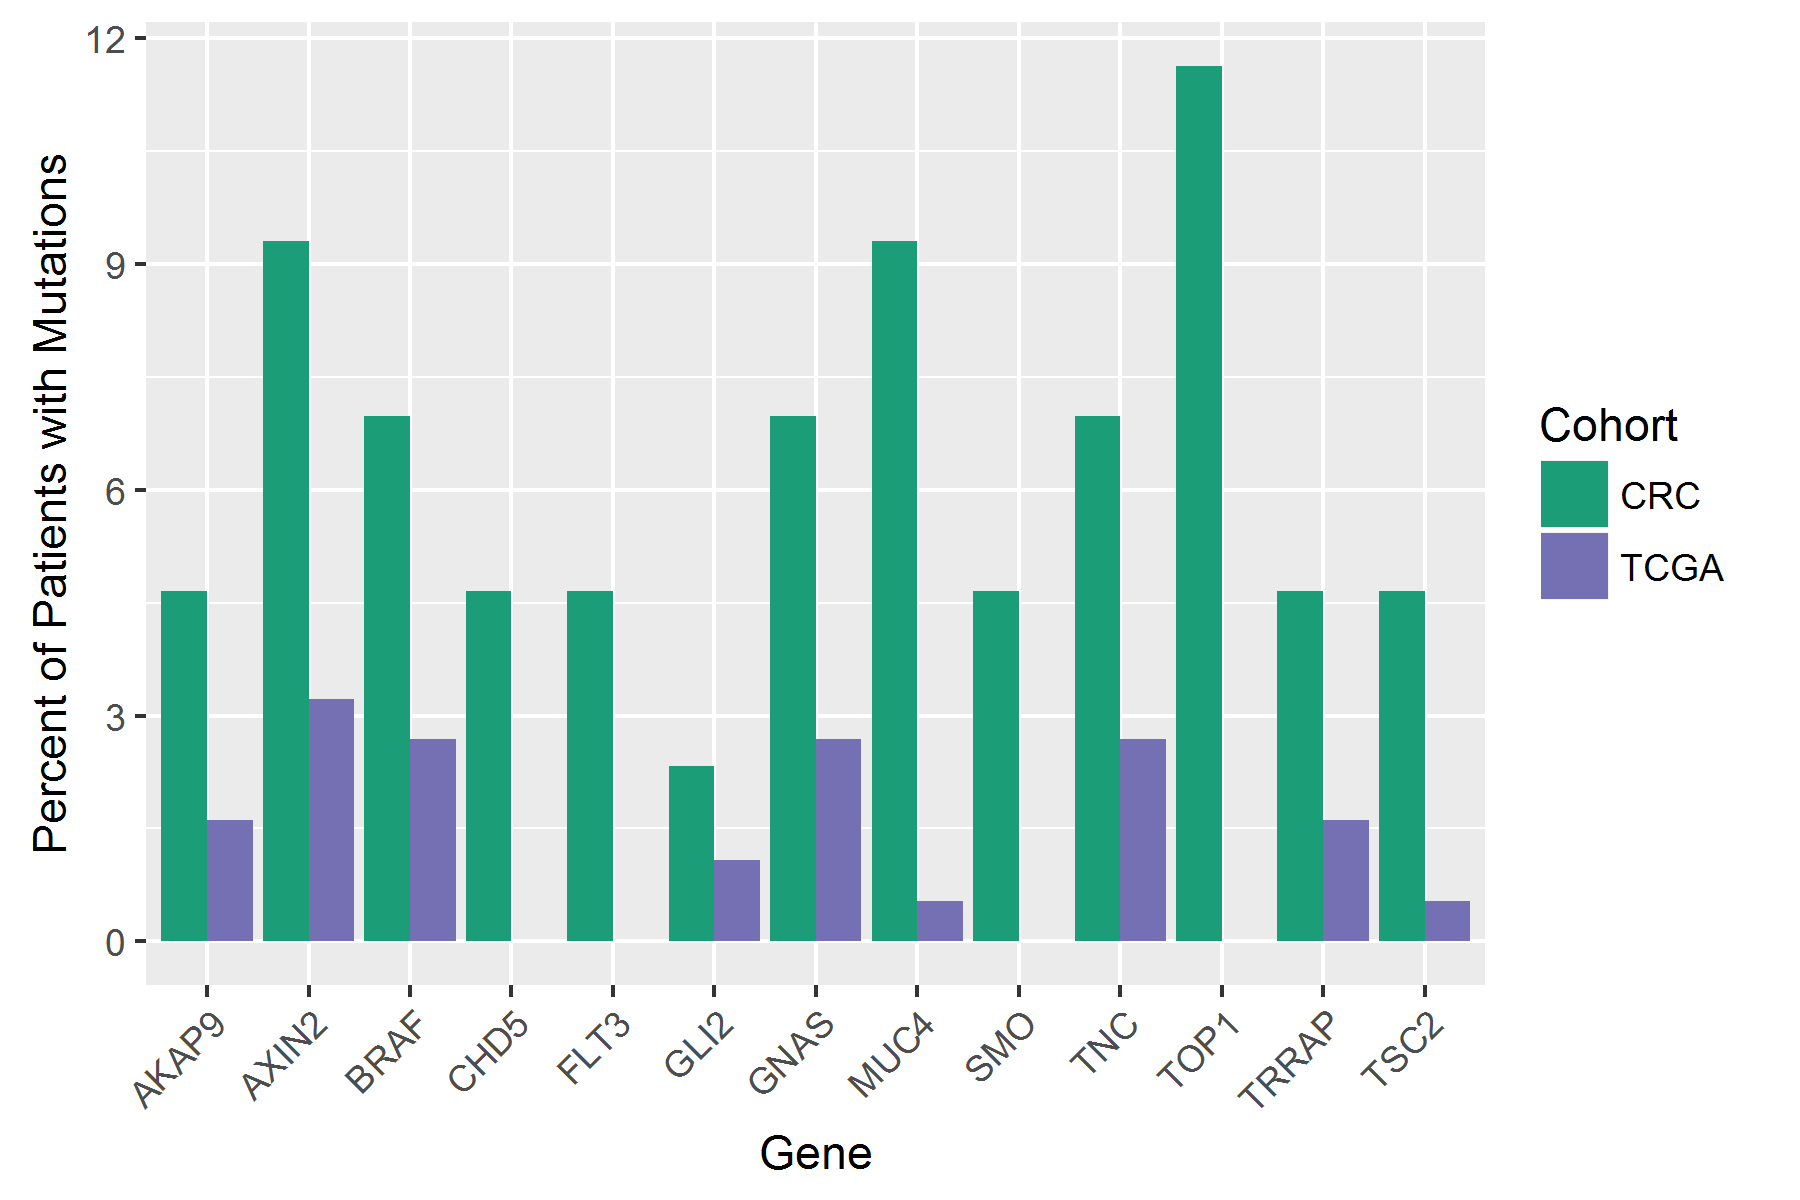 Percent of Patients with Mutations
12
9
6
3
0
AKAP9
AXIN2
BRAF
CHD5
FLT3
GLI2
GNAS
MUC4
SMO
TNC
TOP1
TRRAP
TSC2
Gene
Cohort
CRC
TCGA